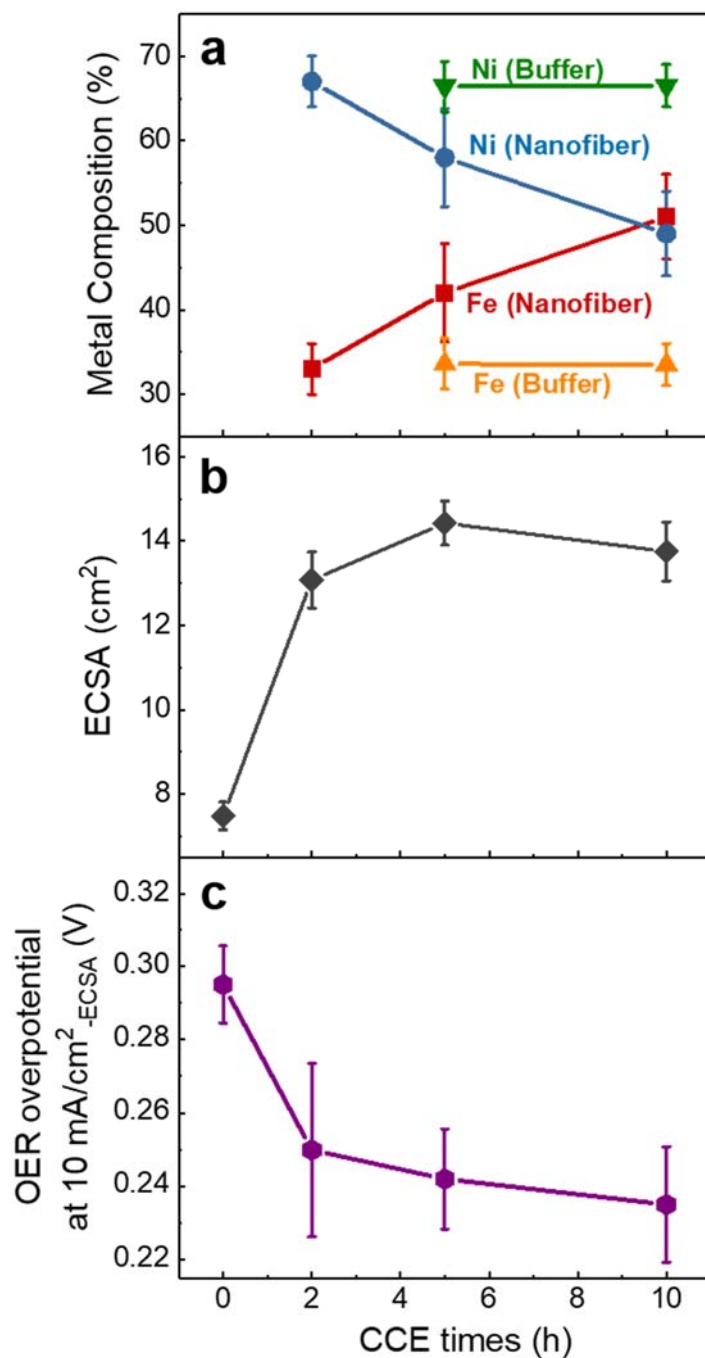 a
Metal Composition (%)
70
60
50
40
30
Ni (Buffer)
Ni (Nanofiber)
Fe (Nanofiber)
Fe (Buffer)
b
ECSA (cm²)
16
14
12
10
8
c
OER overpotential
at 10 mA/cm²-ECSA (V)
0.32
0.30
0.28
0.26
0.24
0.22
0 2 4 6 8 10
CCE times (h)